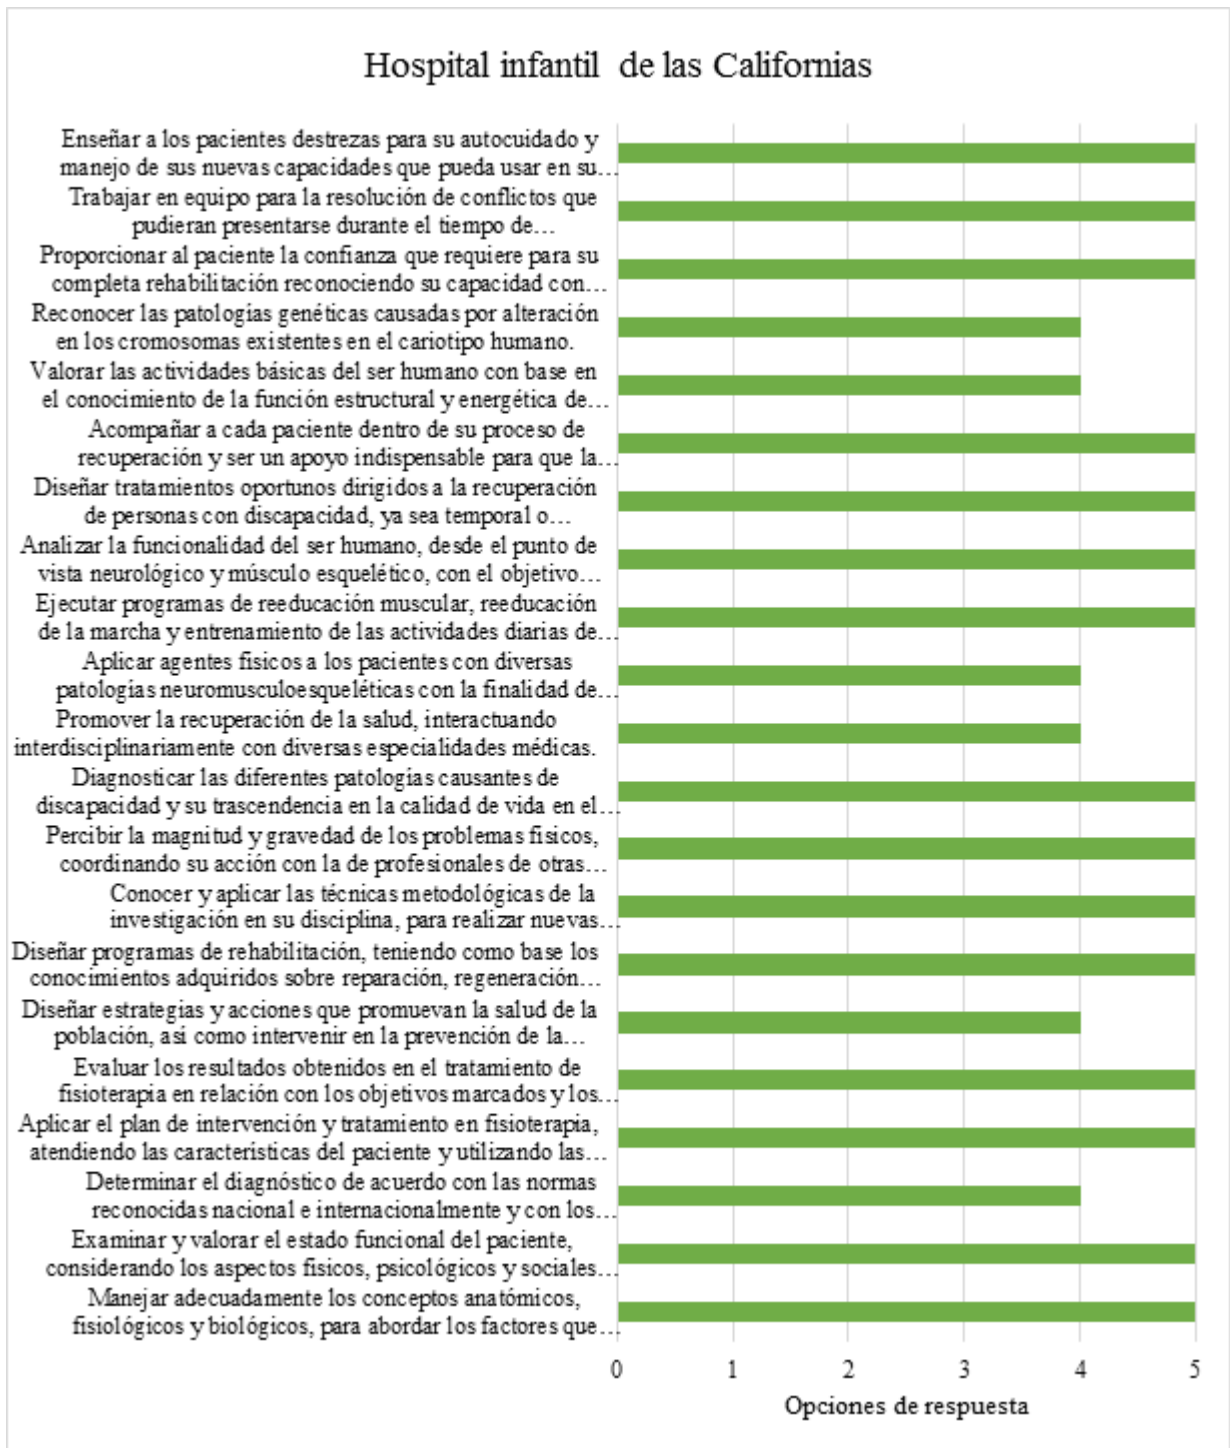 Hospital infantil de las Californias
Enseñar a los pacientes destrezas para su autocuidado y
manejo de sus nuevas capacidades que pueda usar en su…
Trabajar en equipo para la resolución de conflictos que
pudieran presentarse durante el tiempo de…
Proporcionar al paciente la confianza que requiere para su
completa rehabilitación reconociendo su capacidad con…
Reconocer las patologías genéticas causadas por alteración
en los cromosomas existentes en el cariotipo humano.
Valorar las actividades básicas del ser humano con base en
el conocimiento de la función estructural y energética de…
Acompañar a cada paciente dentro de su proceso de
recuperación y ser un apoyo indispensable para que la…
Diseñar tratamientos oportunos dirigidos a la recuperación
de personas con discapacidad, ya sea temporal o…
Analizar la funcionalidad del ser humano, desde el punto de
vista neurológico y músculo esquelético, con el objetivo…
Ejecutar programas de reeducación muscular, reeducación
de la marcha y entrenamiento de las actividades diarias de…
Aplicar agentes físicos a los pacientes con diversas
patologías neuromusculoesqueléticas con la finalidad de…
Promover la recuperación de la salud, interactuando
interdisciplinariamente con diversas especialidades médicas.
Diagnosticar las diferentes patologías causantes de
discapacidad y su trascendencia en la calidad de vida en el…
Percibir la magnitud y gravedad de los problemas físicos,
coordinando su acción con la de profesionales de otras…
Conocer y aplicar las técnicas metodológicas de la
investigación en su disciplina, para realizar nuevas…
Diseñar programas de rehabilitación, teniendo como base los
conocimientos adquiridos sobre reparación, regeneración…
Diseñar estrategias y acciones que promuevan la salud de la
población, así como intervenir en la prevención de la…
Evaluar los resultados obtenidos en el tratamiento de
fisioterapia en relación con los objetivos marcados y los…
Aplicar el plan de intervención y tratamiento en fisioterapia,
atendiendo las características del paciente y utilizando las…
Determinar el diagnóstico de acuerdo con las normas
reconocidas nacional e internacionalmente y con los…
Examinar y valorar el estado funcional del paciente,
considerando los aspectos físicos, psicológicos y sociales…
Manejar adecuadamente los conceptos anatómicos,
fisiológicos y biológicos, para abordar los factores que…
0 1 2 3 4 5
Opciones de respuesta